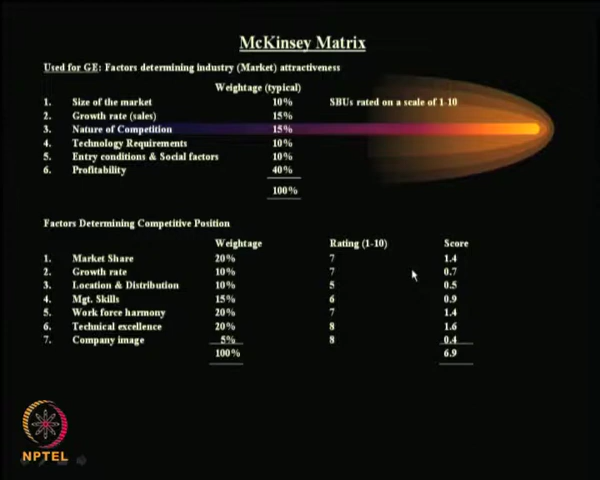 McKinsey Matrix
Used for GE: Factors determining industry (Market) attractiveness
Weightage (typical)
1. Size of the market 10% SBUs rated on a scale of 1-10
2. Growth rate (sales) 15%
3. Nature of Competition 15%
4. Technology Requirements 10%
5. Entry conditions & Social factors 10%
6. Profitability 40%
100%
Factors Determining Competitive Position
Weightage Rating (1-10) Score
1. Market Share 20% 7 1.4
2. Growth rate 10% 7 0.7
3. Location & Distribution 10% 5 0.5
4. Mgt. Skills 15% 6 0.9
5. Work force harmony 20% 7 1.4
6. Technical excellence 20% 8 1.6
7. Company image 5% 8 0.4
100% 6.9
NPTEL